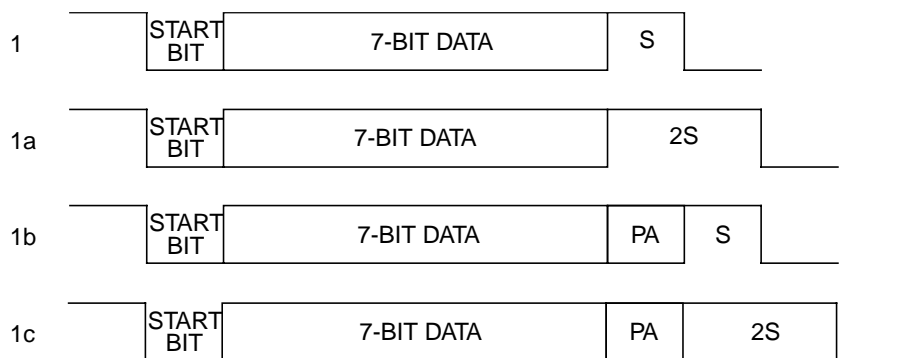 1 START BIT 7-BIT DATA S
1a START BIT 7-BIT DATA 2S
1b START BIT 7-BIT DATA PA S
1c START BIT 7-BIT DATA PA 2S